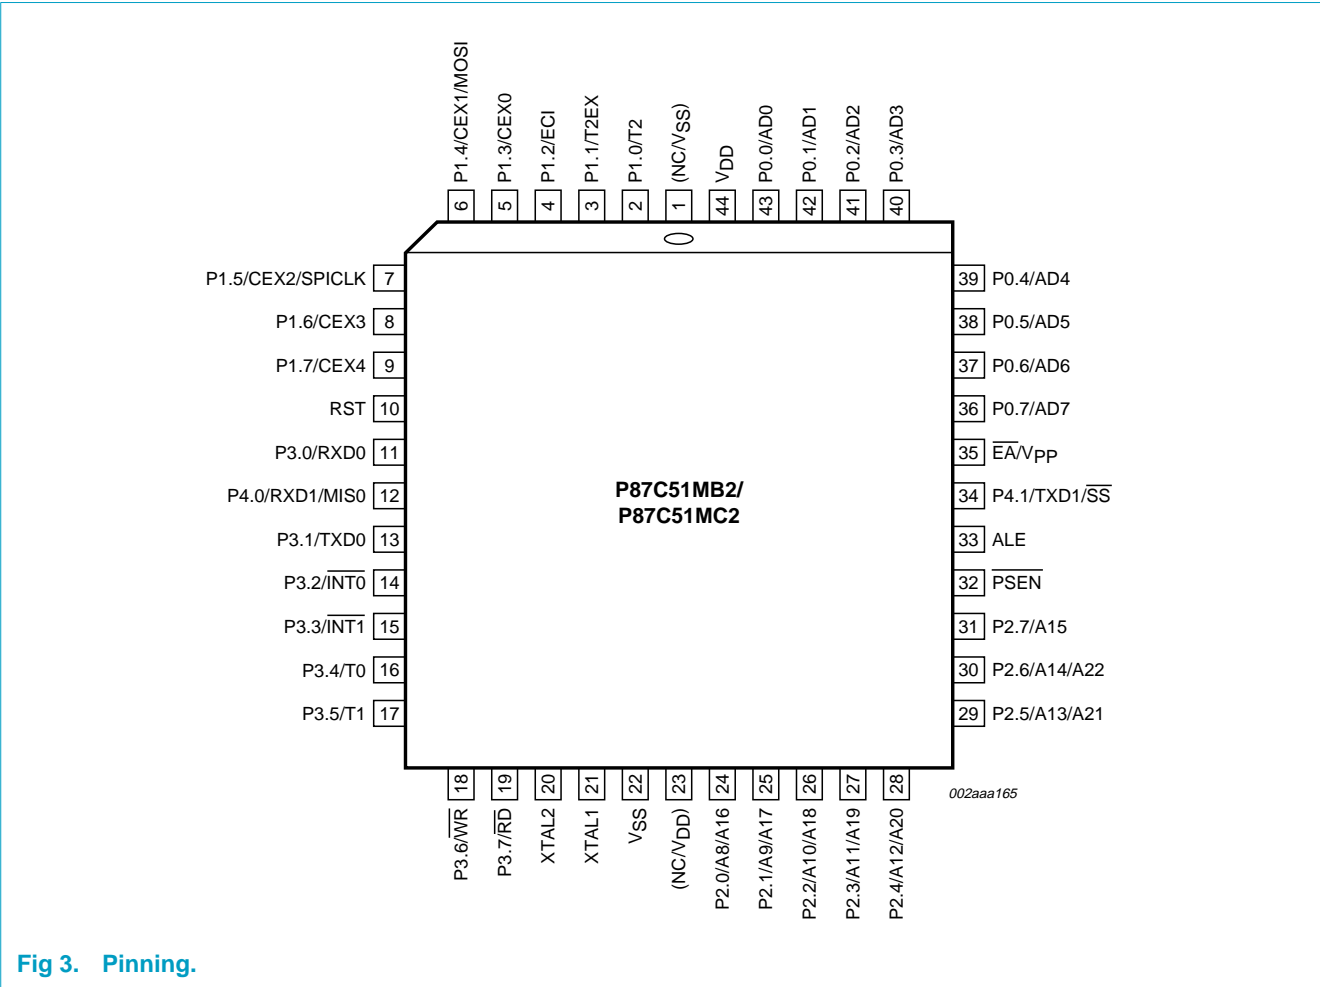 P1.4/CEX1/MOSI
P1.3/CEX0
P1.2/ECI
P1.1/T2EX
P1.0/T2
(NC/VSS)
VDD
P0.0/AD0
P0.1/AD1
P0.2/AD2
P0.3/AD3
6
5
4
3
2
1
44
43
42
41
40
P1.5/CEX2/SPICLK 7
P1.6/CEX3 8
P1.7/CEX4 9
RST 10
P3.0/RXD0 11
P4.0/RXD1/MIS0 12
P3.1/TXD0 13
P3.2/I̅N̅T̅0̅ 14
P3.3/I̅N̅T̅1̅ 15
P3.4/T0 16
P3.5/T1 17
P87C51MB2/
P87C51MC2
39 P0.4/AD4
38 P0.5/AD5
37 P0.6/AD6
36 P0.7/AD7
35 E̅A̅/VPP
34 P4.1/TXD1/S̅S̅
33 ALE
32 P̅S̅E̅N̅
31 P2.7/A15
30 P2.6/A14/A22
29 P2.5/A13/A21
18
19
20
21
22
23
24
25
26
27
28
P3.6/W̅R̅
P3.7/R̅D̅
XTAL2
XTAL1
VSS
(NC/VDD)
P2.0/A8/A16
P2.1/A9/A17
P2.2/A10/A18
P2.3/A11/A19
P2.4/A12/A20
002aaa165
Fig 3. Pinning.